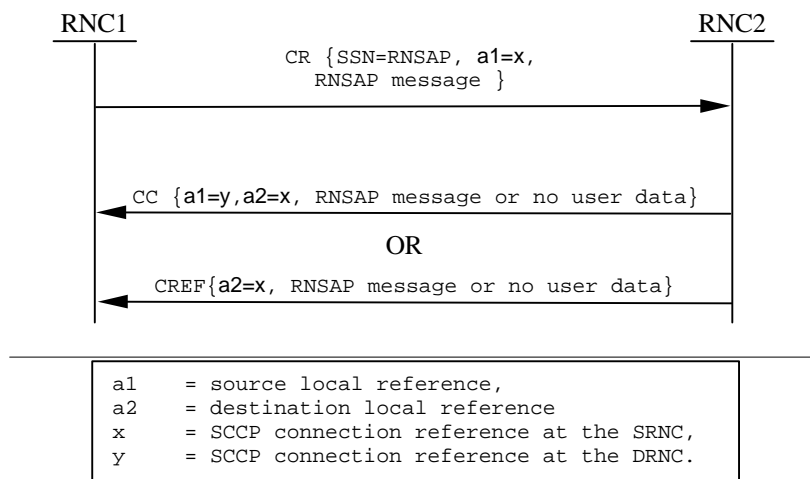 RNC1 RNC2
CR {SSN=RNSAP, a1=x,
RNSAP message }
CC {a1=y,a2=x, RNSAP message or no user data}
OR
CREF{a2=x, RNSAP message or no user data}
a1 = source local reference,
a2 = destination local reference
x = SCCP connection reference at the SRNC,
y = SCCP connection reference at the DRNC.